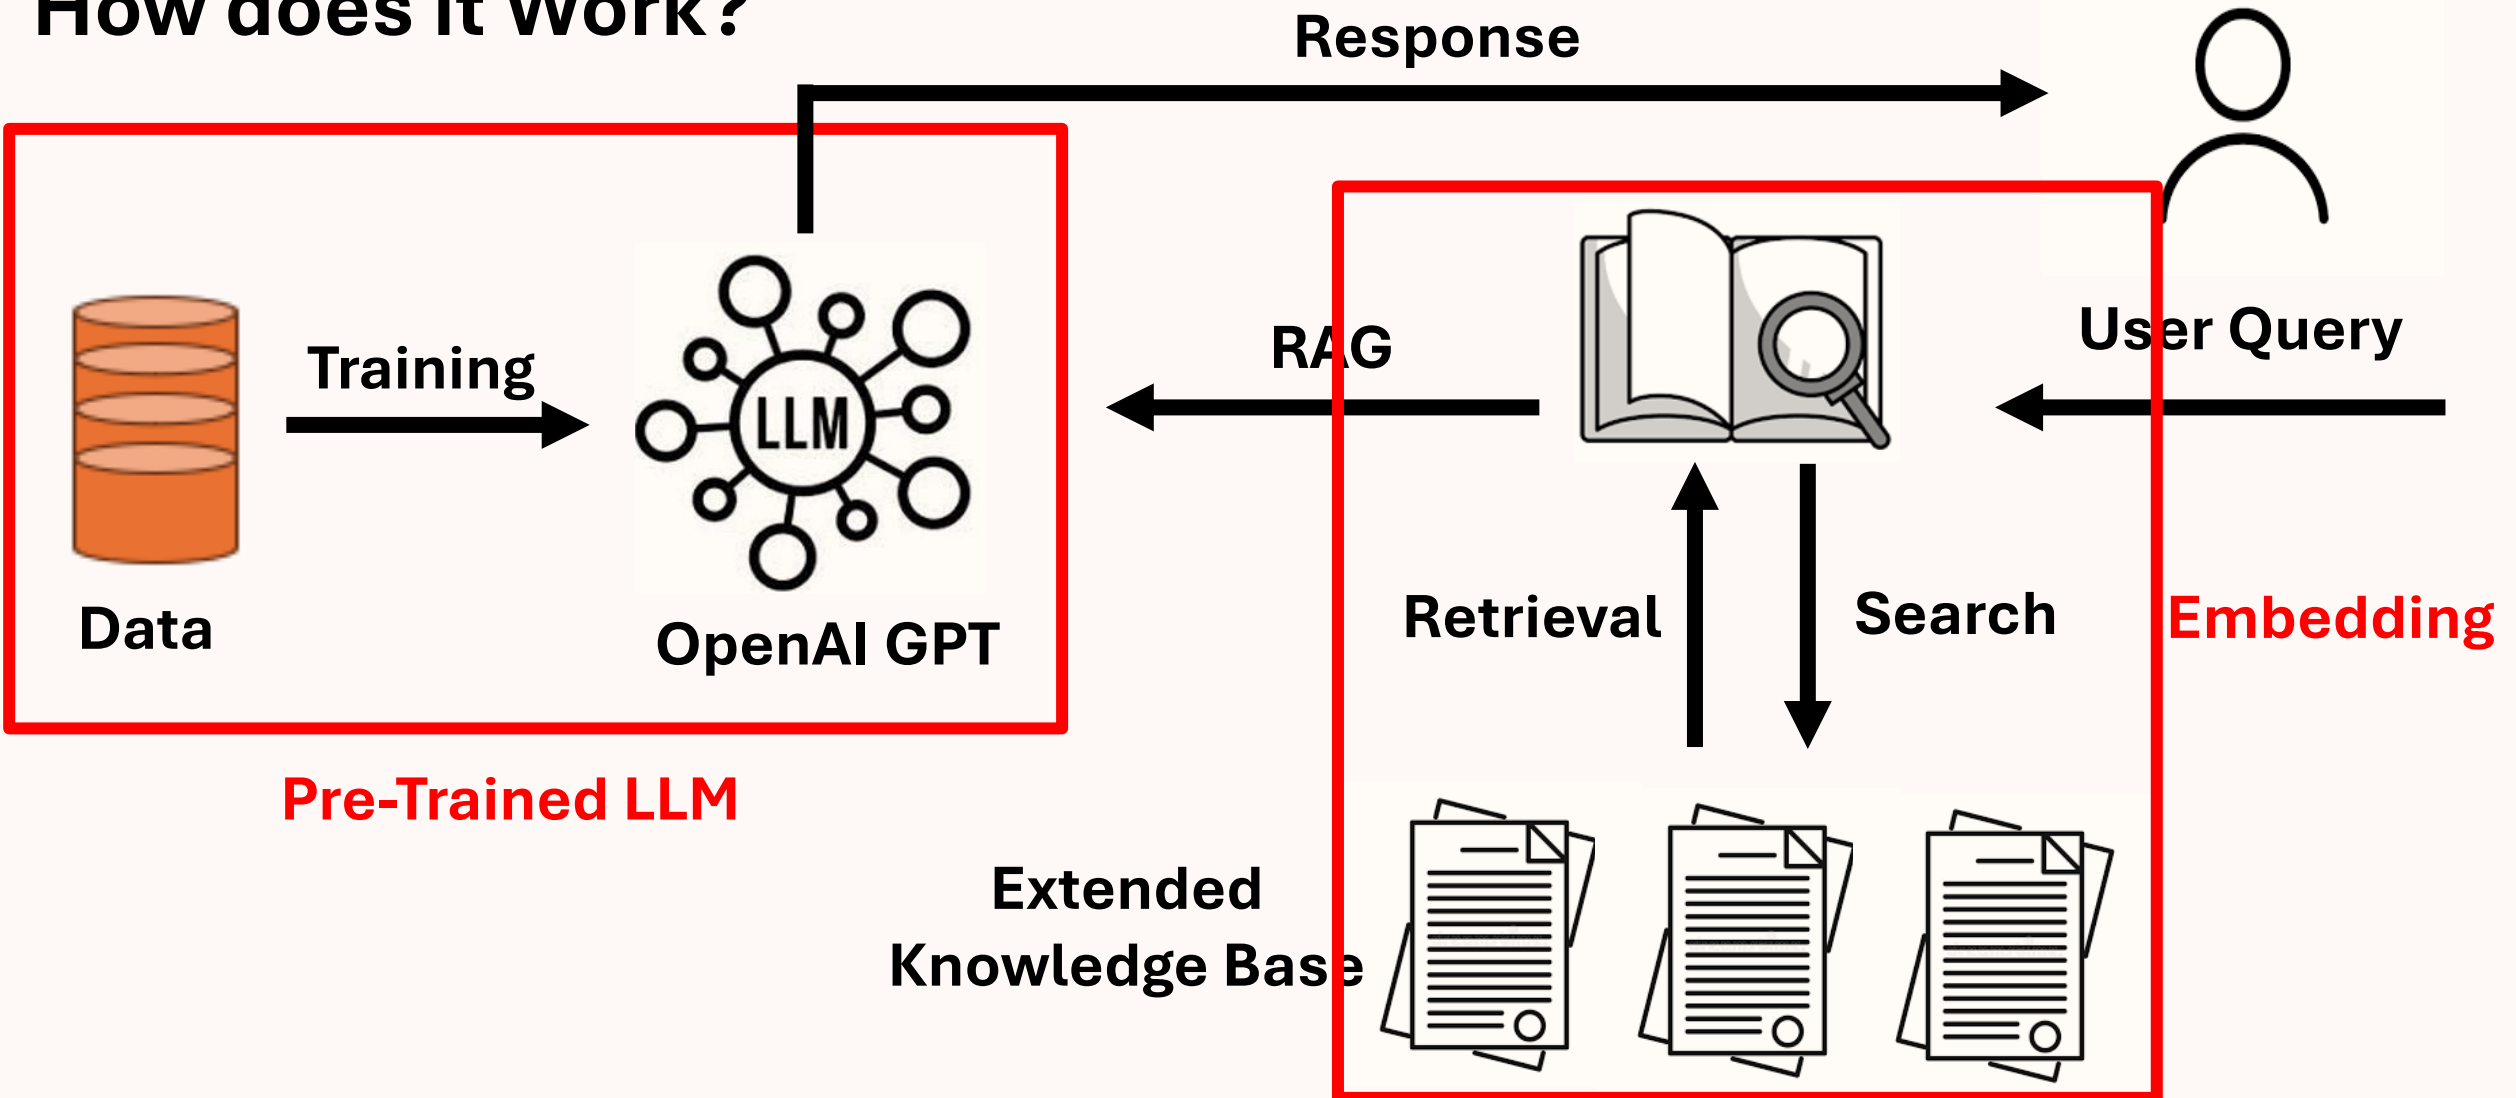 How does it Work?
Response
Training
LLM
RAG
User Query
Data
OpenAI GPT
Retrieval
Search
Embedding
Pre-Trained LLM
Extended
Knowledge Base